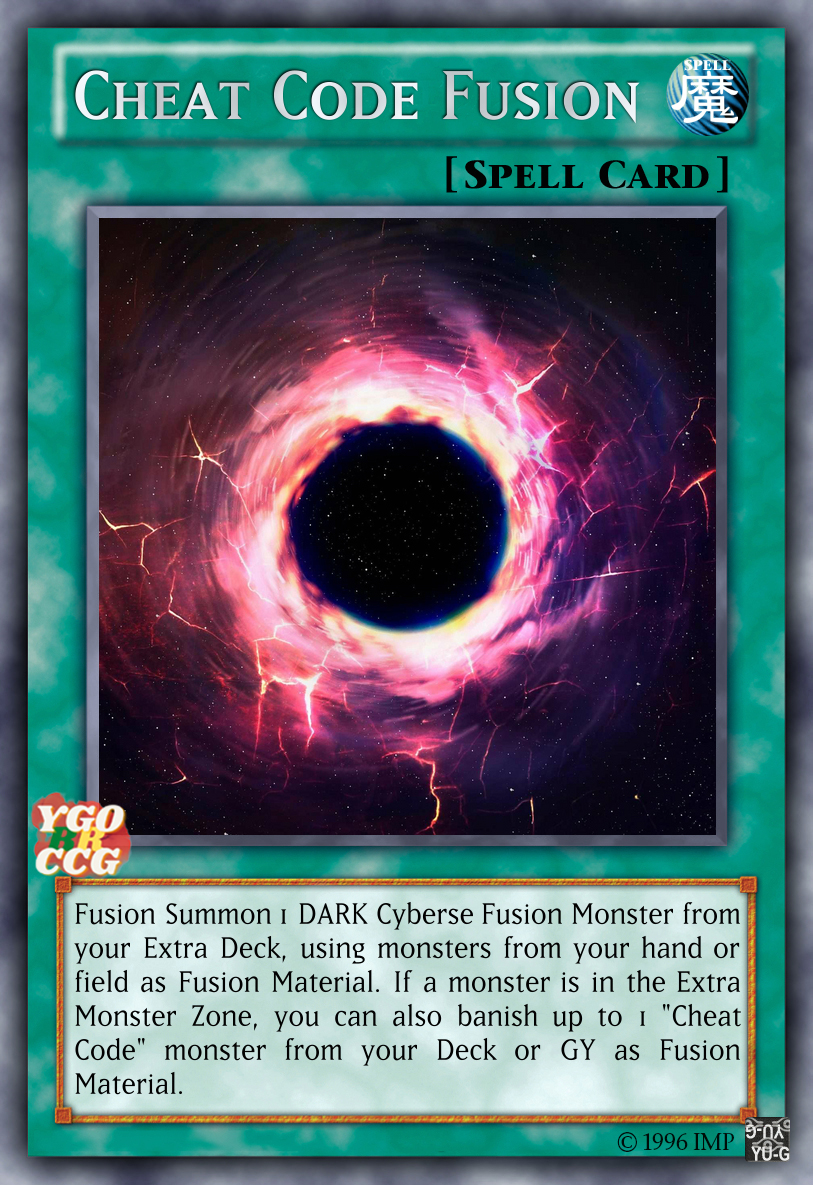 Cheat Code Fusion
SPELL
魔
[Spell Card]
YGO
CCG
Fusion Summon 1 DARK Cyberse Fusion Monster from
your Extra Deck, using monsters from your hand or
field as Fusion Material. If a monster is in the Extra
Monster Zone, you can also banish up to 1 "Cheat
Code" monster from your Deck or GY as Fusion
Material.
© 1996 IMP
YU-G